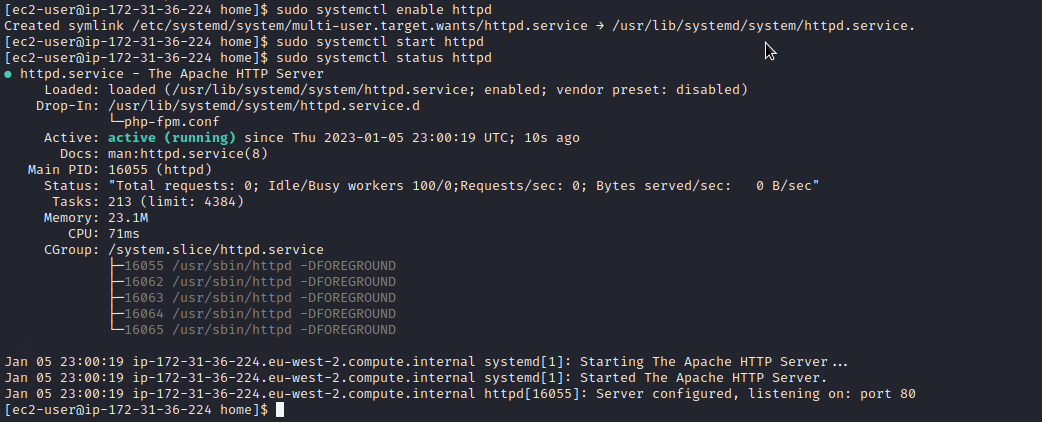 [ec2-user@ip-172-31-36-224 home]$ sudo systemctl enable httpd
Created symlink /etc/systemd/system/multi-user.target.wants/httpd.service → /usr/lib/systemd/system/httpd.service.
[ec2-user@ip-172-31-36-224 home]$ sudo systemctl start httpd
[ec2-user@ip-172-31-36-224 home]$ sudo systemctl status httpd
● httpd.service - The Apache HTTP Server
     Loaded: loaded (/usr/lib/systemd/system/httpd.service; enabled; vendor preset: disabled)
    Drop-In: /usr/lib/systemd/system/httpd.service.d
             └─php-fpm.conf
     Active: active (running) since Thu 2023-01-05 23:00:19 UTC; 10s ago
       Docs: man:httpd.service(8)
   Main PID: 16055 (httpd)
     Status: "Total requests: 0; Idle/Busy workers 100/0;Requests/sec: 0; Bytes served/sec:   0 B/sec"
      Tasks: 213 (limit: 4384)
     Memory: 23.1M
        CPU: 71ms
     CGroup: /system.slice/httpd.service
             ├─16055 /usr/sbin/httpd -DFOREGROUND
             ├─16062 /usr/sbin/httpd -DFOREGROUND
             ├─16063 /usr/sbin/httpd -DFOREGROUND
             ├─16064 /usr/sbin/httpd -DFOREGROUND
             └─16065 /usr/sbin/httpd -DFOREGROUND

Jan 05 23:00:19 ip-172-31-36-224.eu-west-2.compute.internal systemd[1]: Starting The Apache HTTP Server...
Jan 05 23:00:19 ip-172-31-36-224.eu-west-2.compute.internal systemd[1]: Started The Apache HTTP Server.
Jan 05 23:00:19 ip-172-31-36-224.eu-west-2.compute.internal httpd[16055]: Server configured, listening on: port 80
[ec2-user@ip-172-31-36-224 home]$